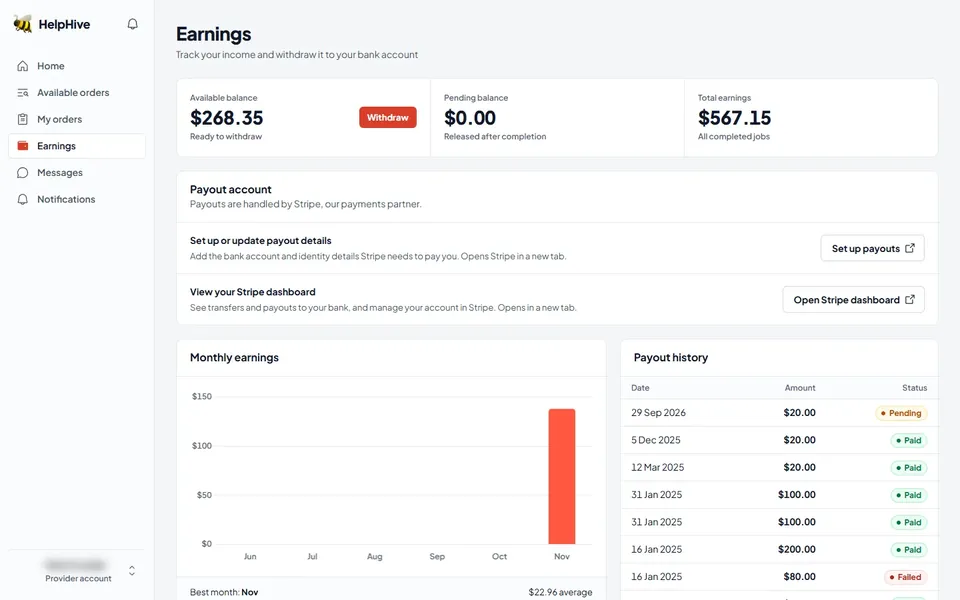 HelpHive
Home
Available orders
My orders
Earnings
Messages
Notifications
Provider account
Earnings
Track your income and withdraw it to your bank account
Available balance
$268.35
Ready to withdraw
Withdraw
Pending balance
$0.00
Released after completion
Total earnings
$567.15
All completed jobs
Payout account
Payouts are handled by Stripe, our payments partner.
Set up or update payout details
Add the bank account and identity details Stripe needs to pay you. Opens Stripe in a new tab.
Set up payouts
View your Stripe dashboard
See transfers and payouts to your bank, and manage your account in Stripe. Opens in a new tab.
Open Stripe dashboard
Monthly earnings
$150
$100
$50
$0
Jun Jul Aug Sep Oct Nov
Best month: Nov $22.96 average
Payout history
Date Amount Status
29 Sep 2026 $20.00 Pending
5 Dec 2025 $20.00 Paid
12 Mar 2025 $20.00 Paid
31 Jan 2025 $100.00 Paid
31 Jan 2025 $100.00 Paid
16 Jan 2025 $200.00 Paid
16 Jan 2025 $80.00 Failed